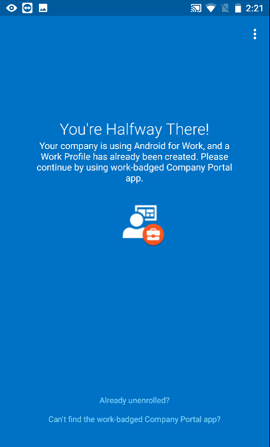 2:21
You're Halfway There!
Your company is using Android for Work, and a
Work Profile has already been created. Please
continue by using work-badged Company Portal
app.
Already unenrolled?
Can't find the work-badged Company Portal app?